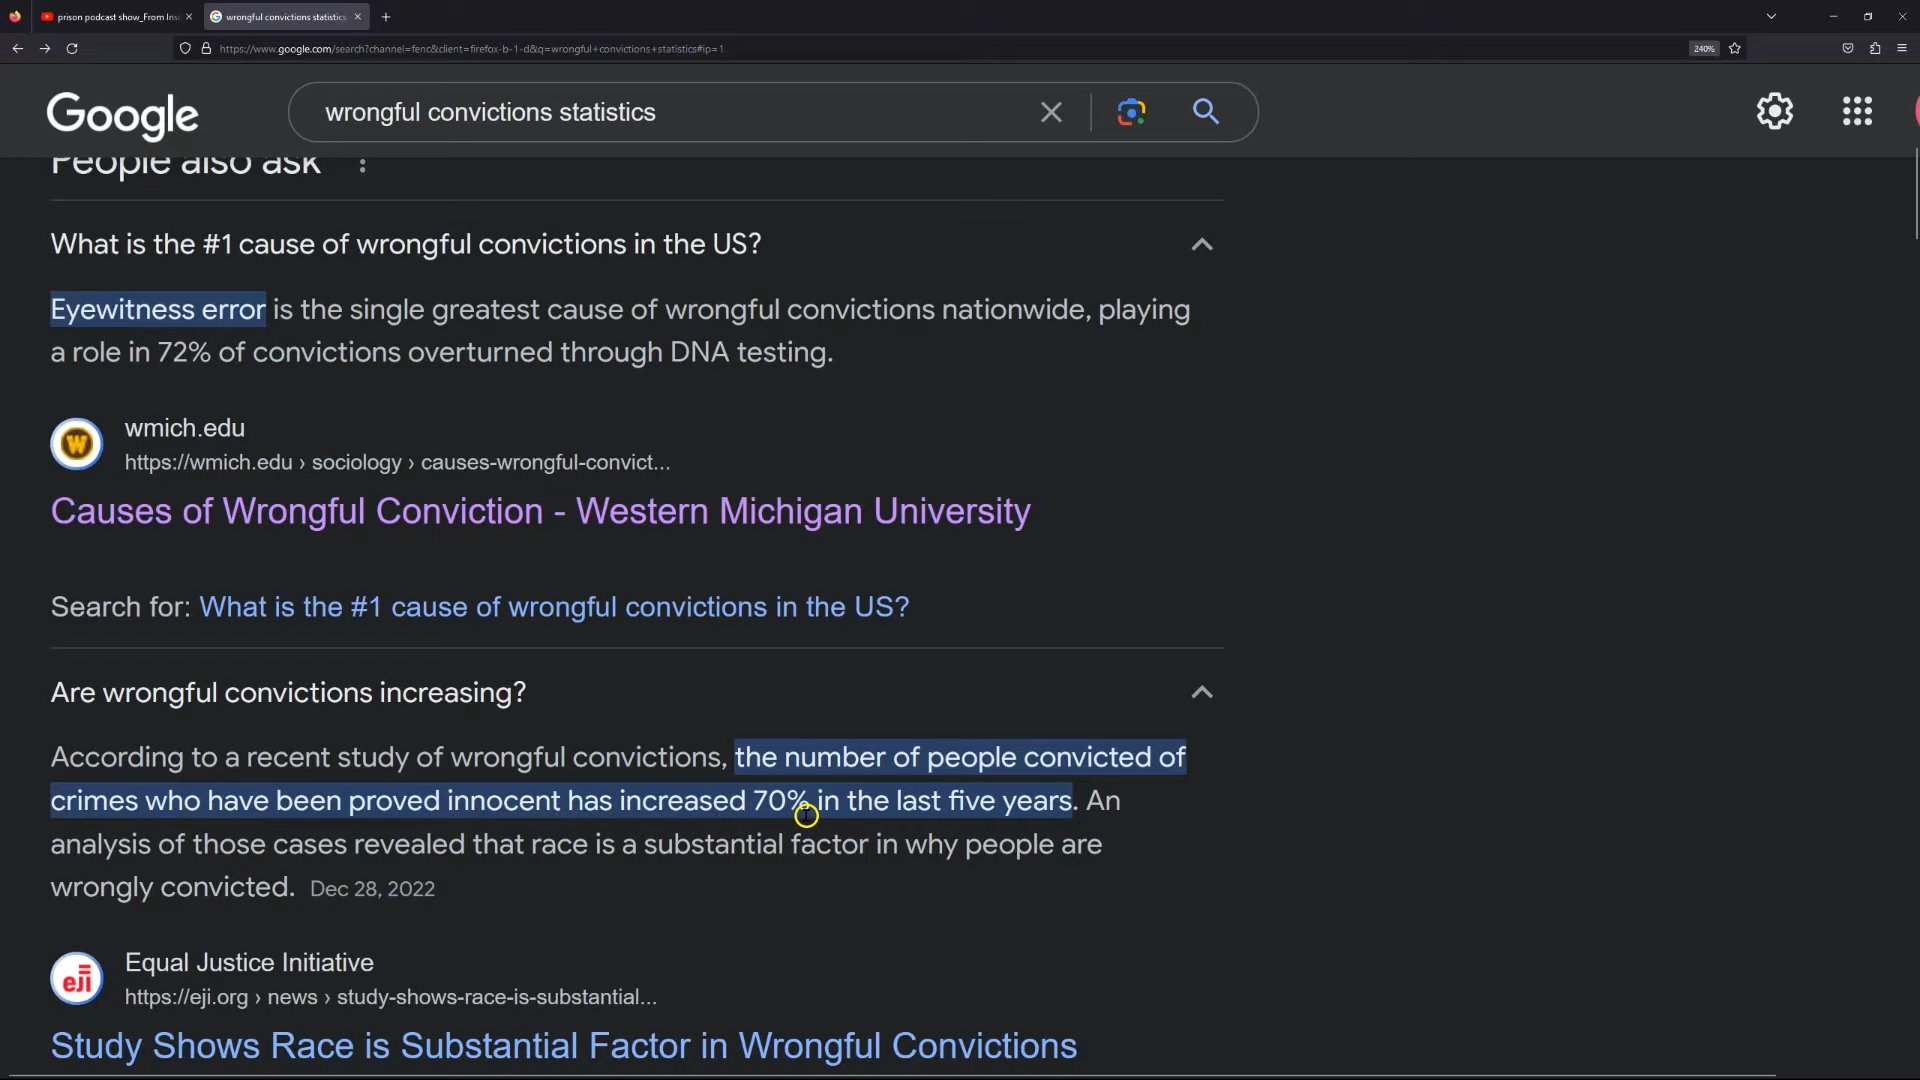 prison podcast show_From Ins
wrongful convictions statistics
https://www.google.com/search?channel=fenc&client=firefox-b-1-d&q=wrongful+convictions+statistics#ip=1
240%
Google
wrongful convictions statistics
People also ask
What is the #1 cause of wrongful convictions in the US?
Eyewitness error is the single greatest cause of wrongful convictions nationwide, playing
a role in 72% of convictions overturned through DNA testing.
W
wmich.edu
https://wmich.edu › sociology › causes-wrongful-convict...
Causes of Wrongful Conviction - Western Michigan University
Search for: What is the #1 cause of wrongful convictions in the US?
Are wrongful convictions increasing?
According to a recent study of wrongful convictions, the number of people convicted of
crimes who have been proved innocent has increased 70% in the last five years. An
analysis of those cases revealed that race is a substantial factor in why people are
wrongly convicted. Dec 28, 2022
eji
Equal Justice Initiative
https://eji.org › news › study-shows-race-is-substantial...
Study Shows Race is Substantial Factor in Wrongful Convictions